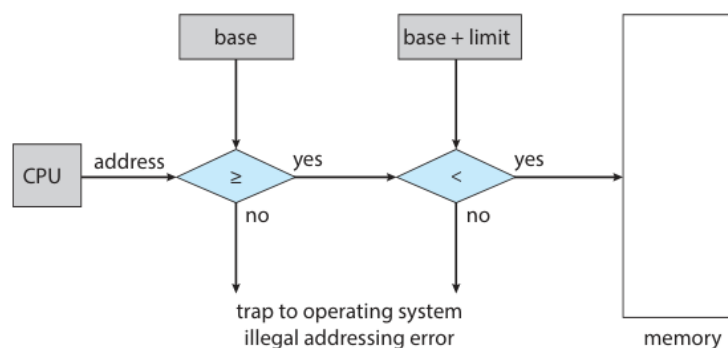 base
base + limit
CPU
address
≥
yes
<
yes
no
no
trap to operating system
illegal addressing error
memory